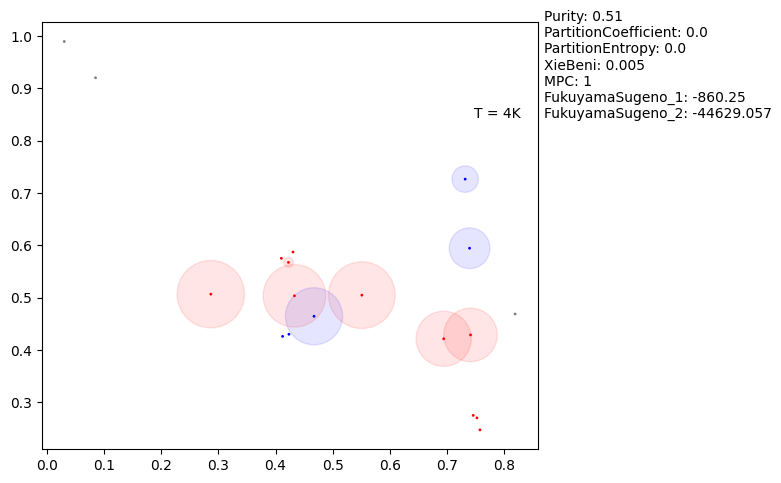 Purity: 0.51
PartitionCoefficient: 0.0
PartitionEntropy: 0.0
XieBeni: 0.005
MPC: 1
FukuyamaSugeno_1: -860.25
FukuyamaSugeno_2: -44629.057
T = 4K
1.0
0.9
0.8
0.7
0.6
0.5
0.4
0.3
0.0 0.1 0.2 0.3 0.4 0.5 0.6 0.7 0.8